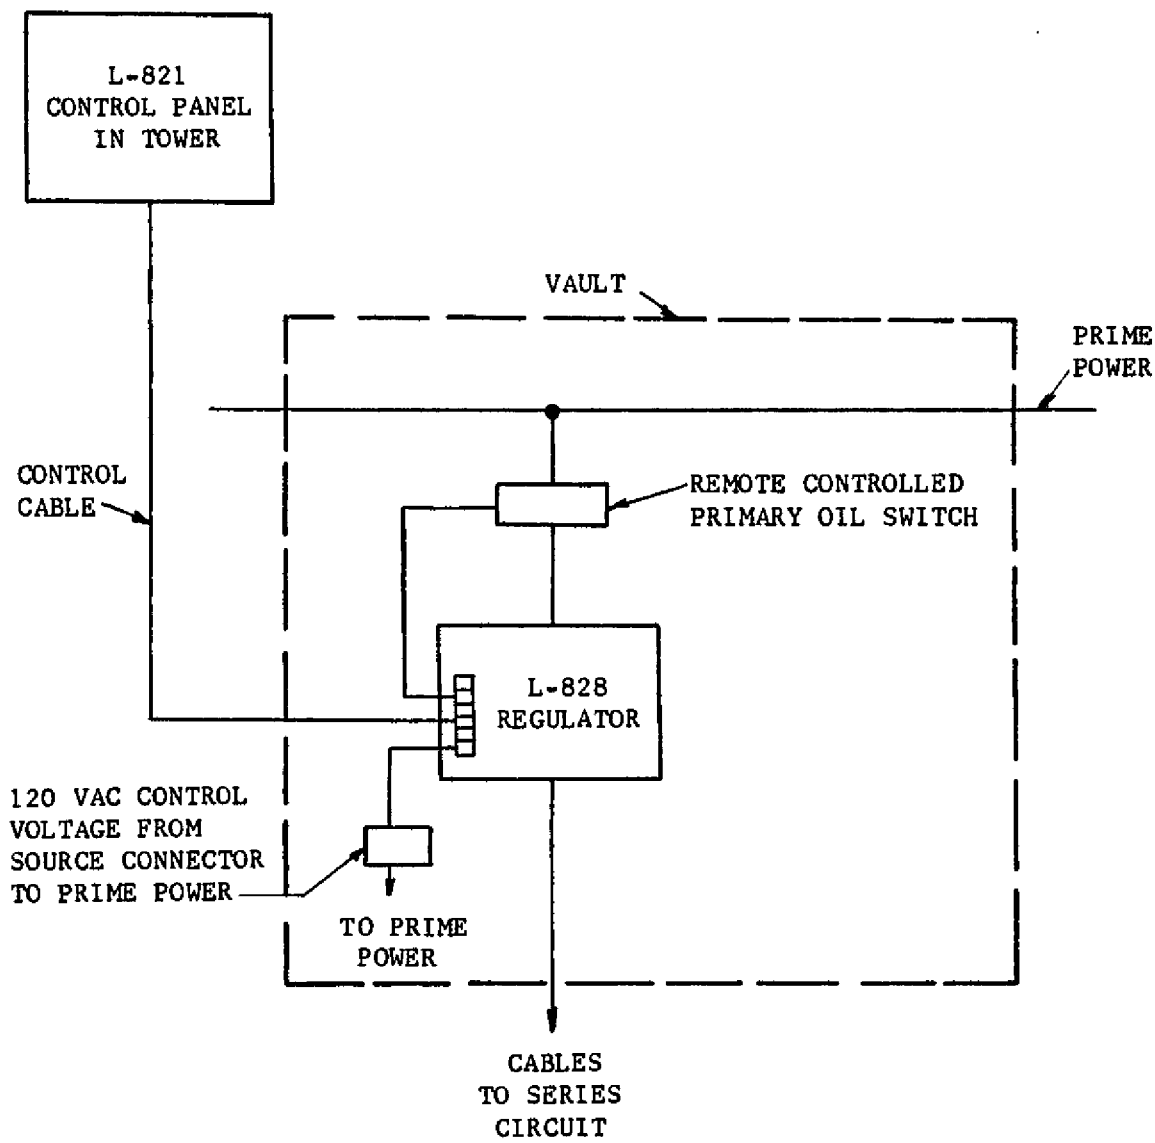 L-821
CONTROL PANEL
IN TOWER
VAULT
PRIME
POWER
CONTROL
CABLE
REMOTE CONTROLLED
PRIMARY OIL SWITCH
L-828
REGULATOR
120 VAC CONTROL
VOLTAGE FROM
SOURCE CONNECTOR
TO PRIME POWER
TO PRIME
POWER
CABLES
TO SERIES
CIRCUIT